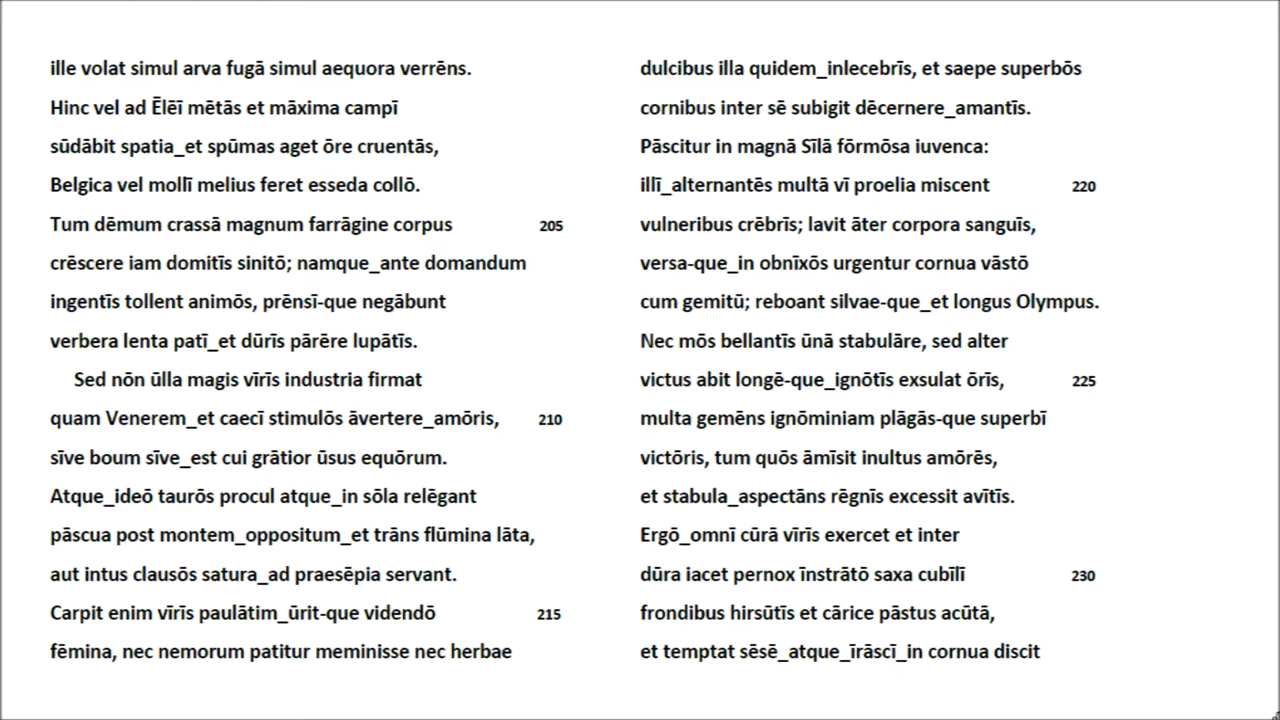 ille volat simul arva fugā simul aequora verrēns.
Hinc vel ad Ēlēī mētās et māxima campī
sūdābit spatia_et spūmas aget ōre cruentās,
Belgica vel mollī melius feret esseda collō.
Tum dēmum crassā magnum farrāgine corpus 205
crēscere iam domitīs sinitō; namque_ante domandum
ingentīs tollent animōs, prēnsī-que negābunt
verbera lenta patī_et dūrīs pārēre lupātīs.
Sed nōn ūlla magis vīrīs industria firmat
quam Venerem_et caecī stimulōs āvertere_amōris, 210
sīve boum sīve_est cui grātior ūsus equōrum.
Atque_ideō taurōs procul atque_in sōla relēgant
pāscua post montem_oppositum_et trāns flūmina lāta,
aut intus clausōs satura_ad praesēpia servant.
Carpit enim vīrīs paulātim_ūrit-que videndō 215
fēmina, nec nemorum patitur meminisse nec herbae
dulcibus illa quidem_inlecebrīs, et saepe superbōs
cornibus inter sē subigit dēcernere_amantīs.
Pāscitur in magnā Sīlā fōrmōsa iuvenca:
illī_alternantēs multā vī proelia miscent 220
vulneribus crēbrīs; lavit āter corpora sanguīs,
versa-que_in obnīxōs urgentur cornua vāstō
cum gemitū; reboant silvae-que_et longus Olympus.
Nec mōs bellantīs ūnā stabulāre, sed alter
victus abit longē-que_ignōtīs exsulat ōrīs, 225
multa gemēns ignōminiam plāgās-que superbī
victōris, tum quōs āmīsit inultus amōrēs,
et stabula_aspectāns rēgnīs excessit avītīs.
Ergō_omnī cūrā vīrīs exercet et inter
dūra iacet pernox īnstrātō saxa cubīlī 230
frondibus hirsūtīs et cārice pāstus acūtā,
et temptat sēsē_atque_īrāscī_in cornua discit